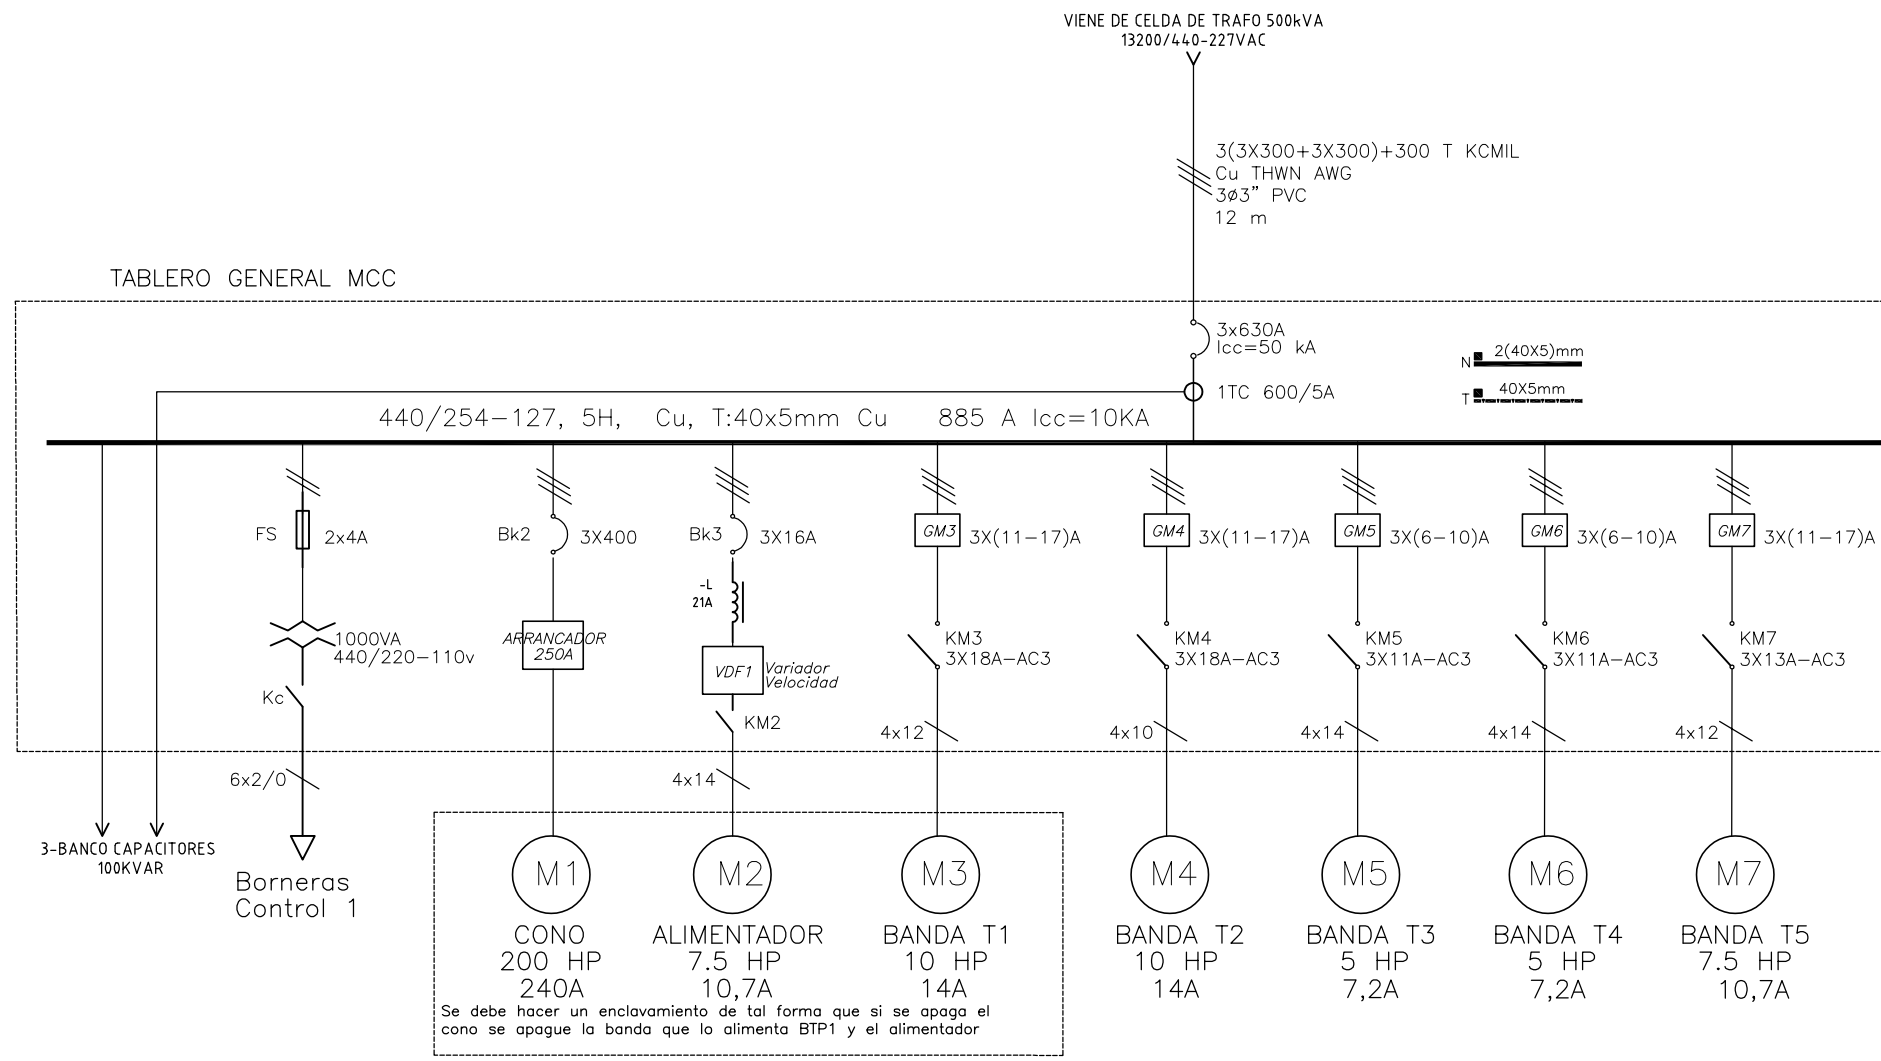 VIENE DE CELDA DE TRAFO 500kVA
13200/440-227VAC
3(3X300+3X300)+300 T KCMIL
Cu THWN AWG
3ø3" PVC
12 m
TABLERO GENERAL MCC
3x630A
Icc=50 kA
N 2(40X5)mm
1TC 600/5A
T 40X5mm
440/254-127, 5H, Cu, T:40x5mm Cu 885 A Icc=10KA
FS 2x4A
Bk2 3X400
Bk3 3X16A
GM3 3X(11-17)A
GM4 3X(11-17)A
GM5 3X(6-10)A
GM6 3X(6-10)A
GM7 3X(11-17)A
-L
21A
1000VA
440/220-110v
ARRANCADOR
250A
VDF1
Variador
Velocidad
KM3
3X18A-AC3
KM4
3X18A-AC3
KM5
3X11A-AC3
KM6
3X11A-AC3
KM7
3X13A-AC3
Kc
KM2
4x12
4x10
4x14
4x14
4x12
6x2/0
4x14
3-BANCO CAPACITORES
100KVAR
Borneras
Control 1
M1
CONO
200 HP
240A
M2
ALIMENTADOR
7.5 HP
10,7A
M3
BANDA T1
10 HP
14A
M4
BANDA T2
10 HP
14A
M5
BANDA T3
5 HP
7,2A
M6
BANDA T4
5 HP
7,2A
M7
BANDA T5
7.5 HP
10,7A
Se debe hacer un enclavamiento de tal forma que si se apaga el
cono se apague la banda que lo alimenta BTP1 y el alimentador